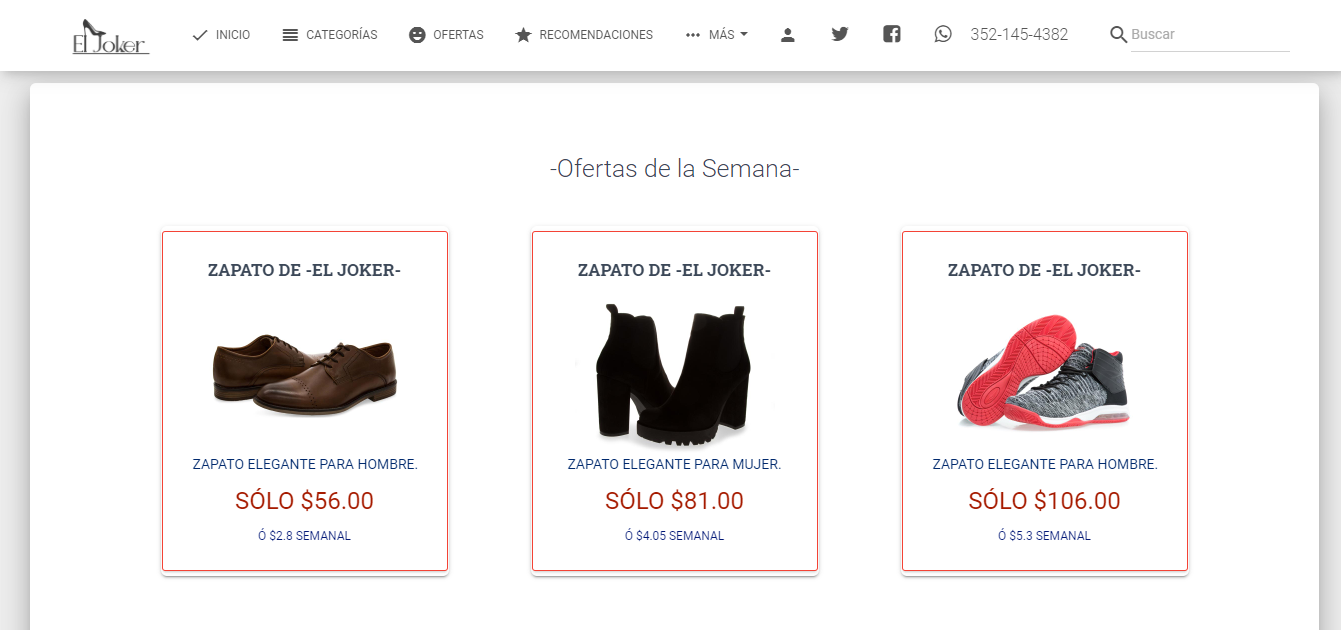 El Joker
INICIO
CATEGORÍAS
OFERTAS
RECOMENDACIONES
MÁS
352-145-4382
Buscar
-Ofertas de la Semana-
ZAPATO DE -EL JOKER-
ZAPATO ELEGANTE PARA HOMBRE.
SÓLO $56.00
Ó $2.8 SEMANAL
ZAPATO DE -EL JOKER-
ZAPATO ELEGANTE PARA MUJER.
SÓLO $81.00
Ó $4.05 SEMANAL
ZAPATO DE -EL JOKER-
ZAPATO ELEGANTE PARA HOMBRE.
SÓLO $106.00
Ó $5.3 SEMANAL